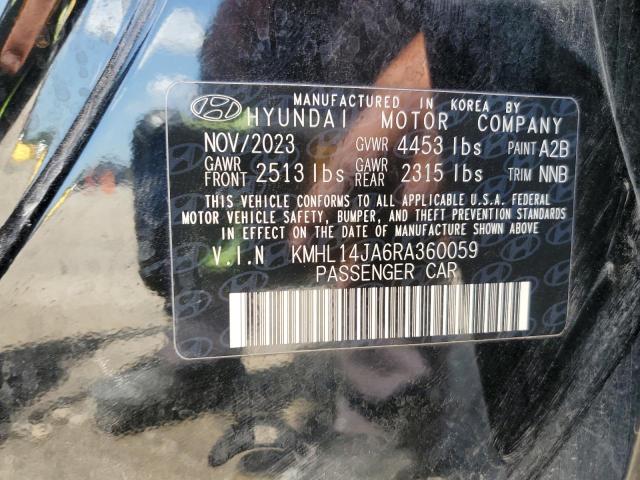 MANUFACTURED IN KOREA BY
HYUNDAI MOTOR COMPANY
NOV/2023 GVWR 4453 lbs PAINT A2B
GAWR FRONT 2513 lbs GAWR REAR 2315 lbs TRIM NNB
THIS VEHICLE CONFORMS TO ALL APPLICABLE U.S.A. FEDERAL
MOTOR VEHICLE SAFETY, BUMPER, AND THEFT PREVENTION STANDARDS
IN EFFECT ON THE DATE OF MANUFACTURE SHOWN ABOVE.
V.I.N KMHL14JA6RA360059
PASSENGER CAR